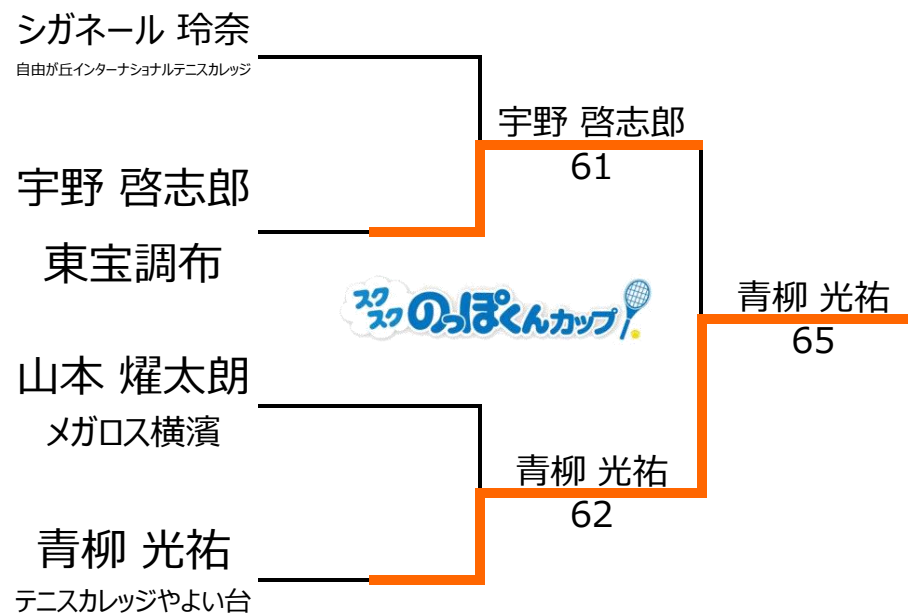 シガネール 玲奈
自由が丘インターナショナルテニスカレッジ
宇野 啓志郎
61
宇野 啓志郎
東宝調布
スクスクのっぽくんカップ
青柳 光祐
65
山本 燿太朗
メガロス横濱
青柳 光祐
62
青柳 光祐
テニスカレッジやよい台